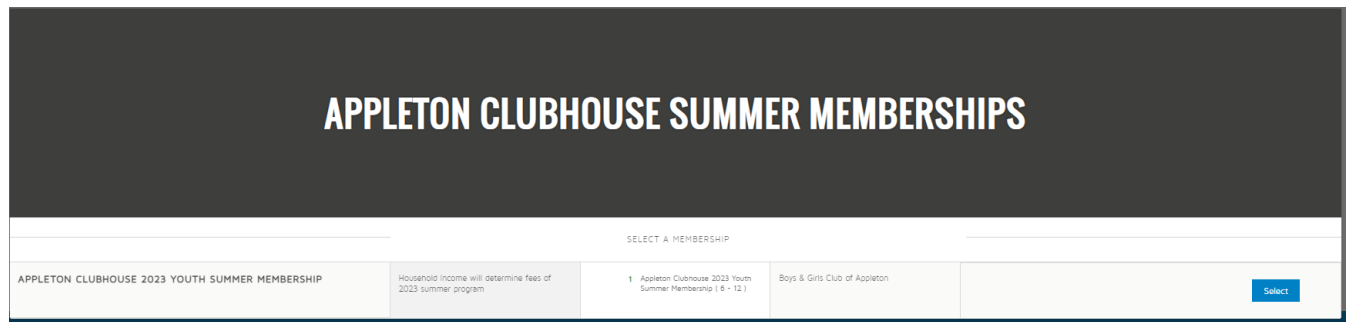 APPLETON CLUBHOUSE SUMMER MEMBERSHIPS
SELECT A MEMBERSHIP
APPLETON CLUBHOUSE 2023 YOUTH SUMMER MEMBERSHIP
Household income will determine fees of
2023 summer program
1 Appleton Clubhouse 2023 Youth
Summer Membership ( 6 - 12 )
Boys & Girls Club of Appleton
Select